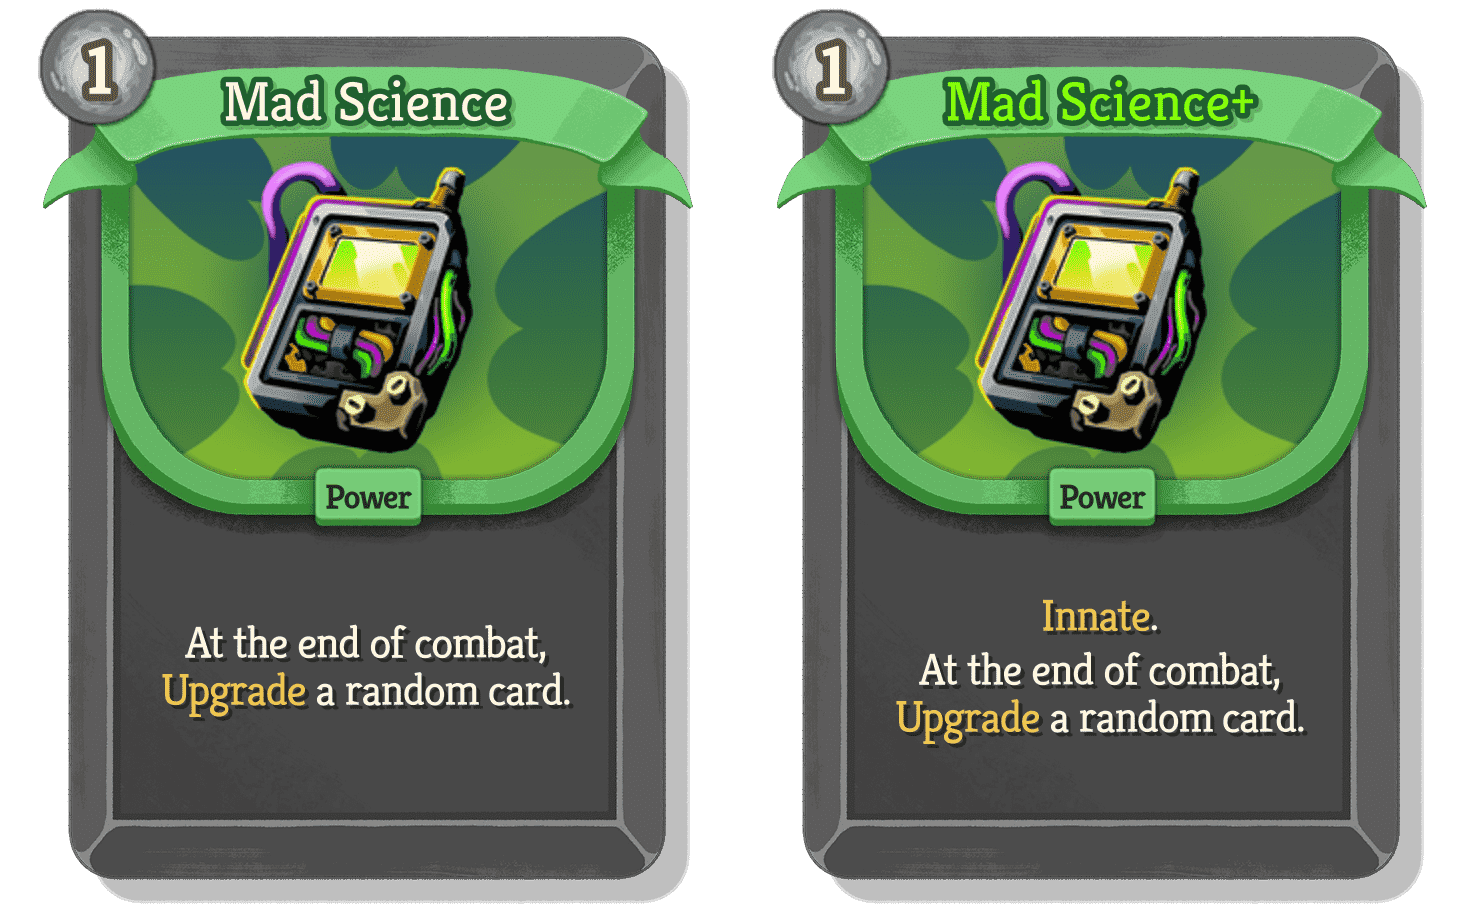 1
Mad Science
Power
At the end of combat,
Upgrade a random card.
1
Mad Science+
Power
Innate.
At the end of combat,
Upgrade a random card.